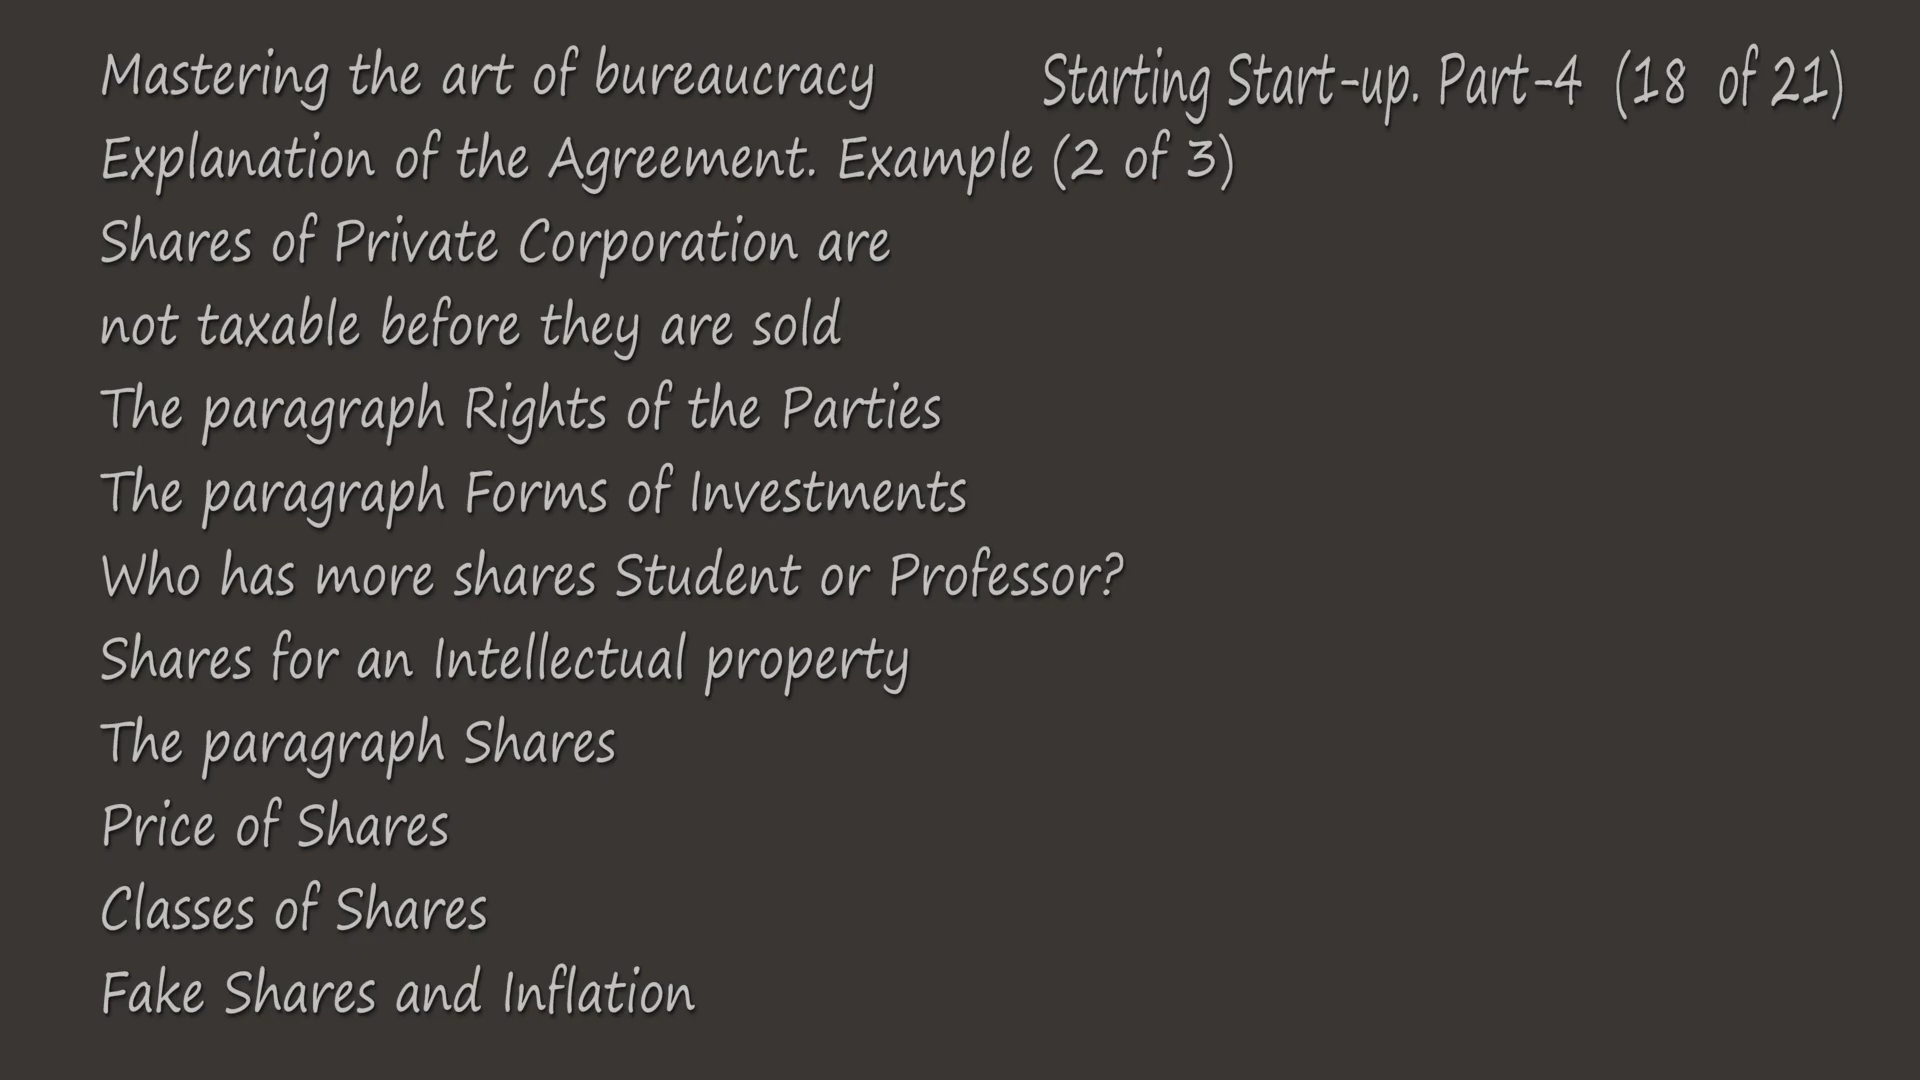 Mastering the art of bureaucracy
Starting Start-up. Part-4 (18 of 21)
Explanation of the Agreement. Example (2 of 3)
Shares of Private Corporation are
not taxable before they are sold
The paragraph Rights of the Parties
The paragraph Forms of Investments
Who has more shares Student or Professor?
Shares for an Intellectual property
The paragraph Shares
Price of Shares
Classes of Shares
Fake Shares and Inflation